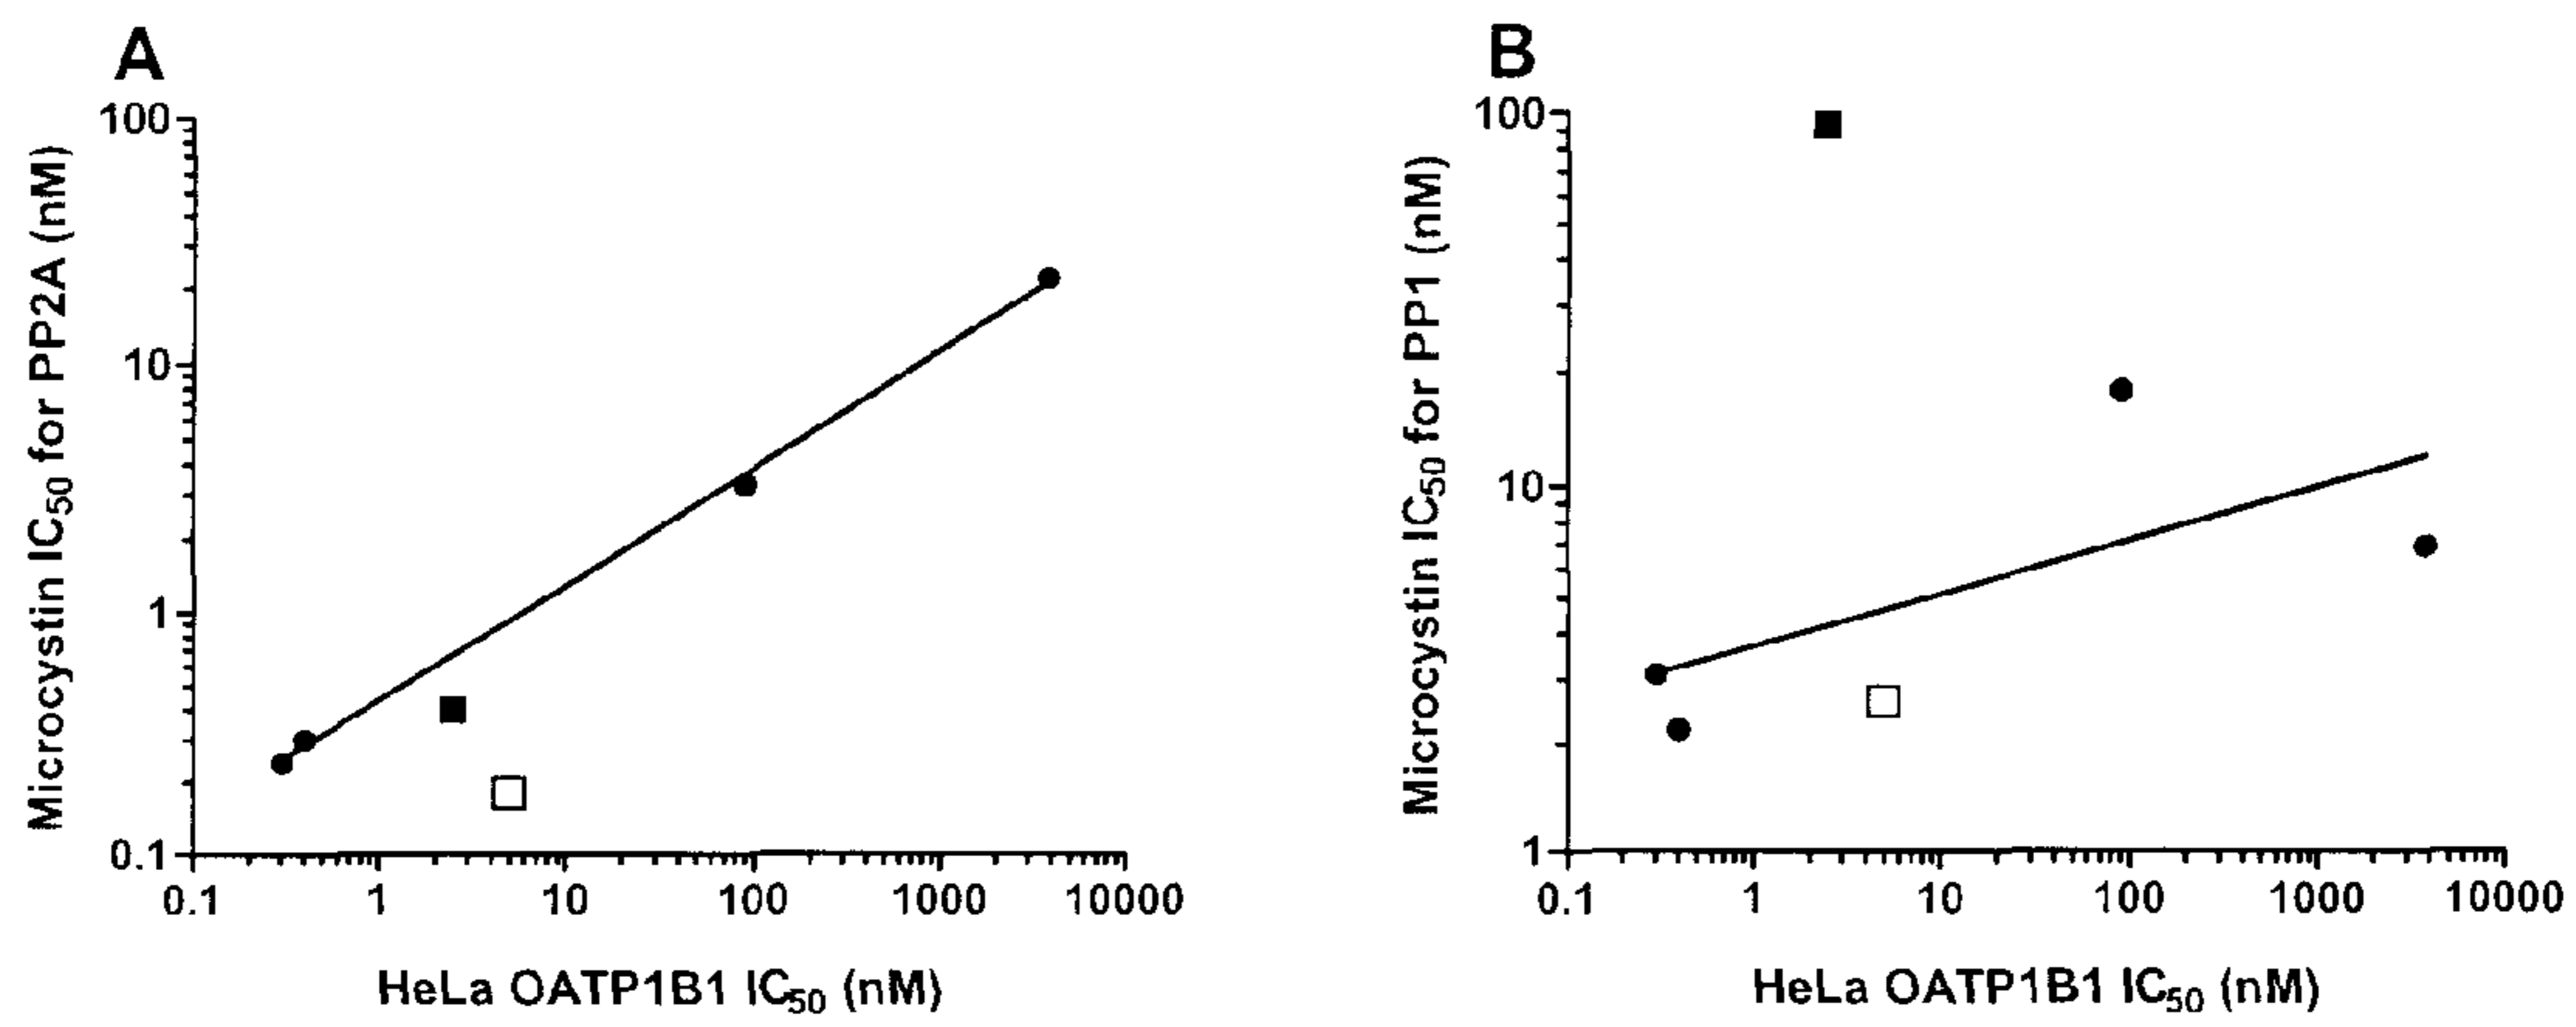 A
Microcystin IC50 for PP2A (nM)
100
10
1
0.1
0.1 1 10 100 1000 10000
HeLa OATP1B1 IC50 (nM)
B
Microcystin IC50 for PP1 (nM)
100
10
1
0.1 1 10 100 1000 10000
HeLa OATP1B1 IC50 (nM)